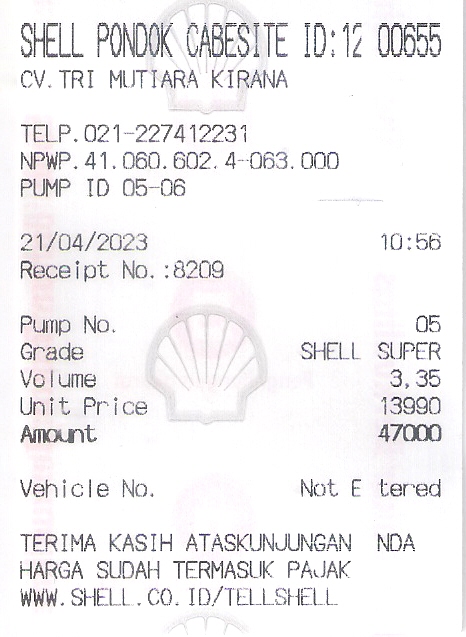 SHELL PONDOK CABESITE ID:12 00655
CV.TRI MUTIARA KIRANA
TELP.021-227412231
NPWP.41.060.602.4-063.000
PUMP ID 05-06
21/04/2023 10:56
Receipt No.:8209
Pump No. 05
Grade SHELL SUPER
Volume 3,35
Unit Price 13990
Amount 47000
Vehicle No. Not E tered
TERIMA KASIH ATASKUNJUNGAN NDA
HARGA SUDAH TERMASUK PAJAK
WWW.SHELL.CO.ID/TELLSHELL